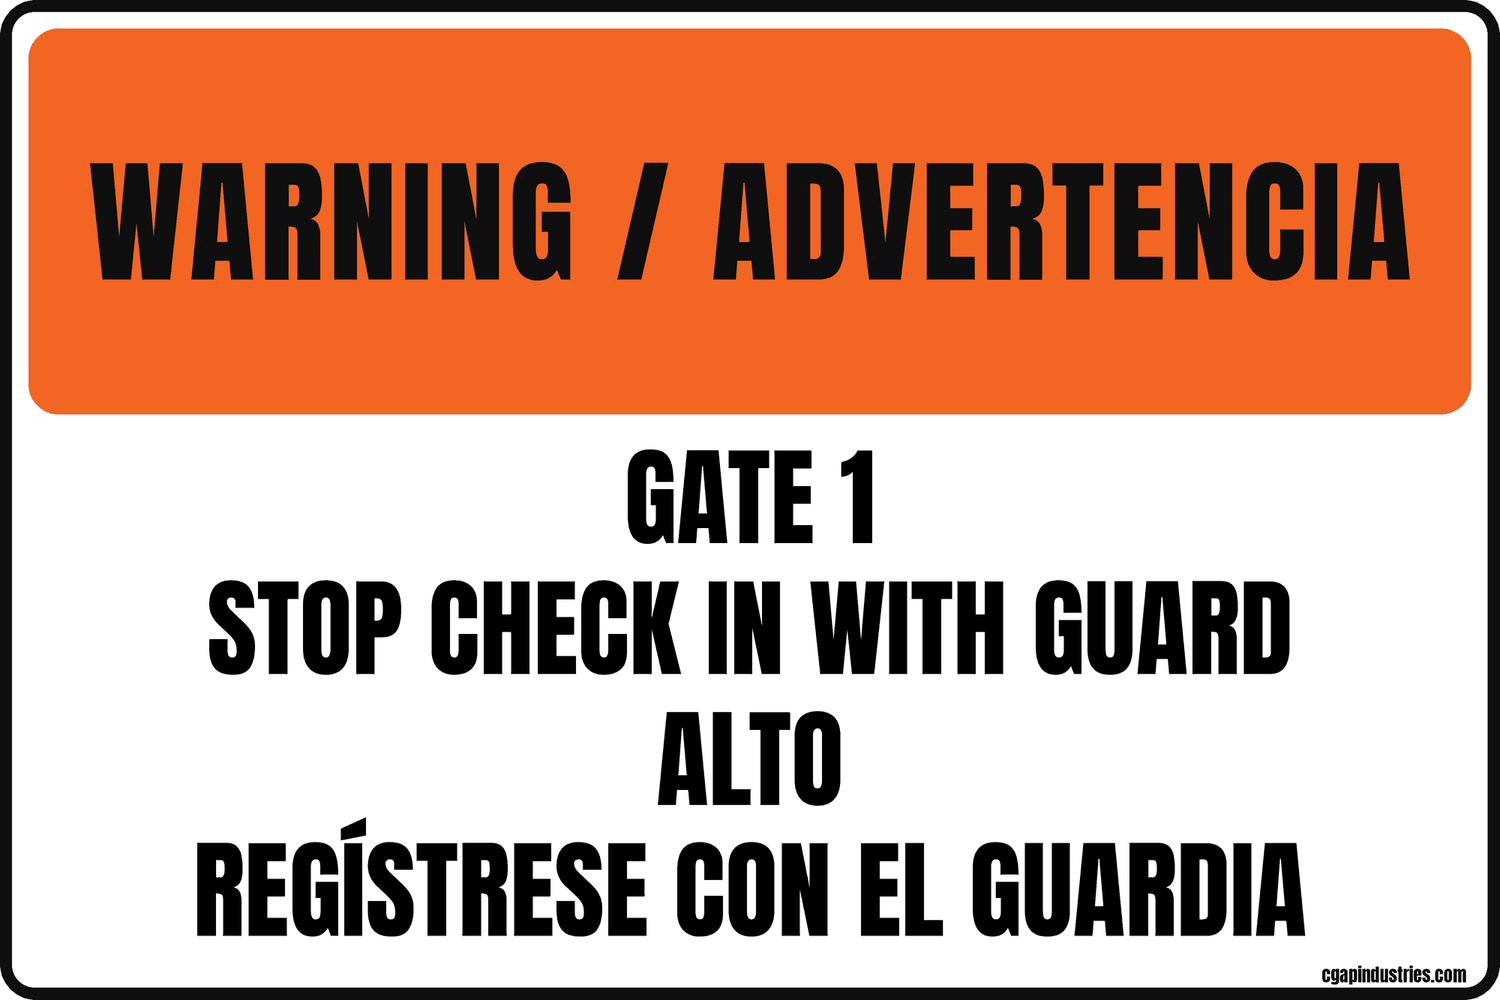 WARNING / ADVERTENCIA
GATE 1
STOP CHECK IN WITH GUARD
ALTO
REGÍSTRESE CON EL GUARDIA
cgapindustries.com